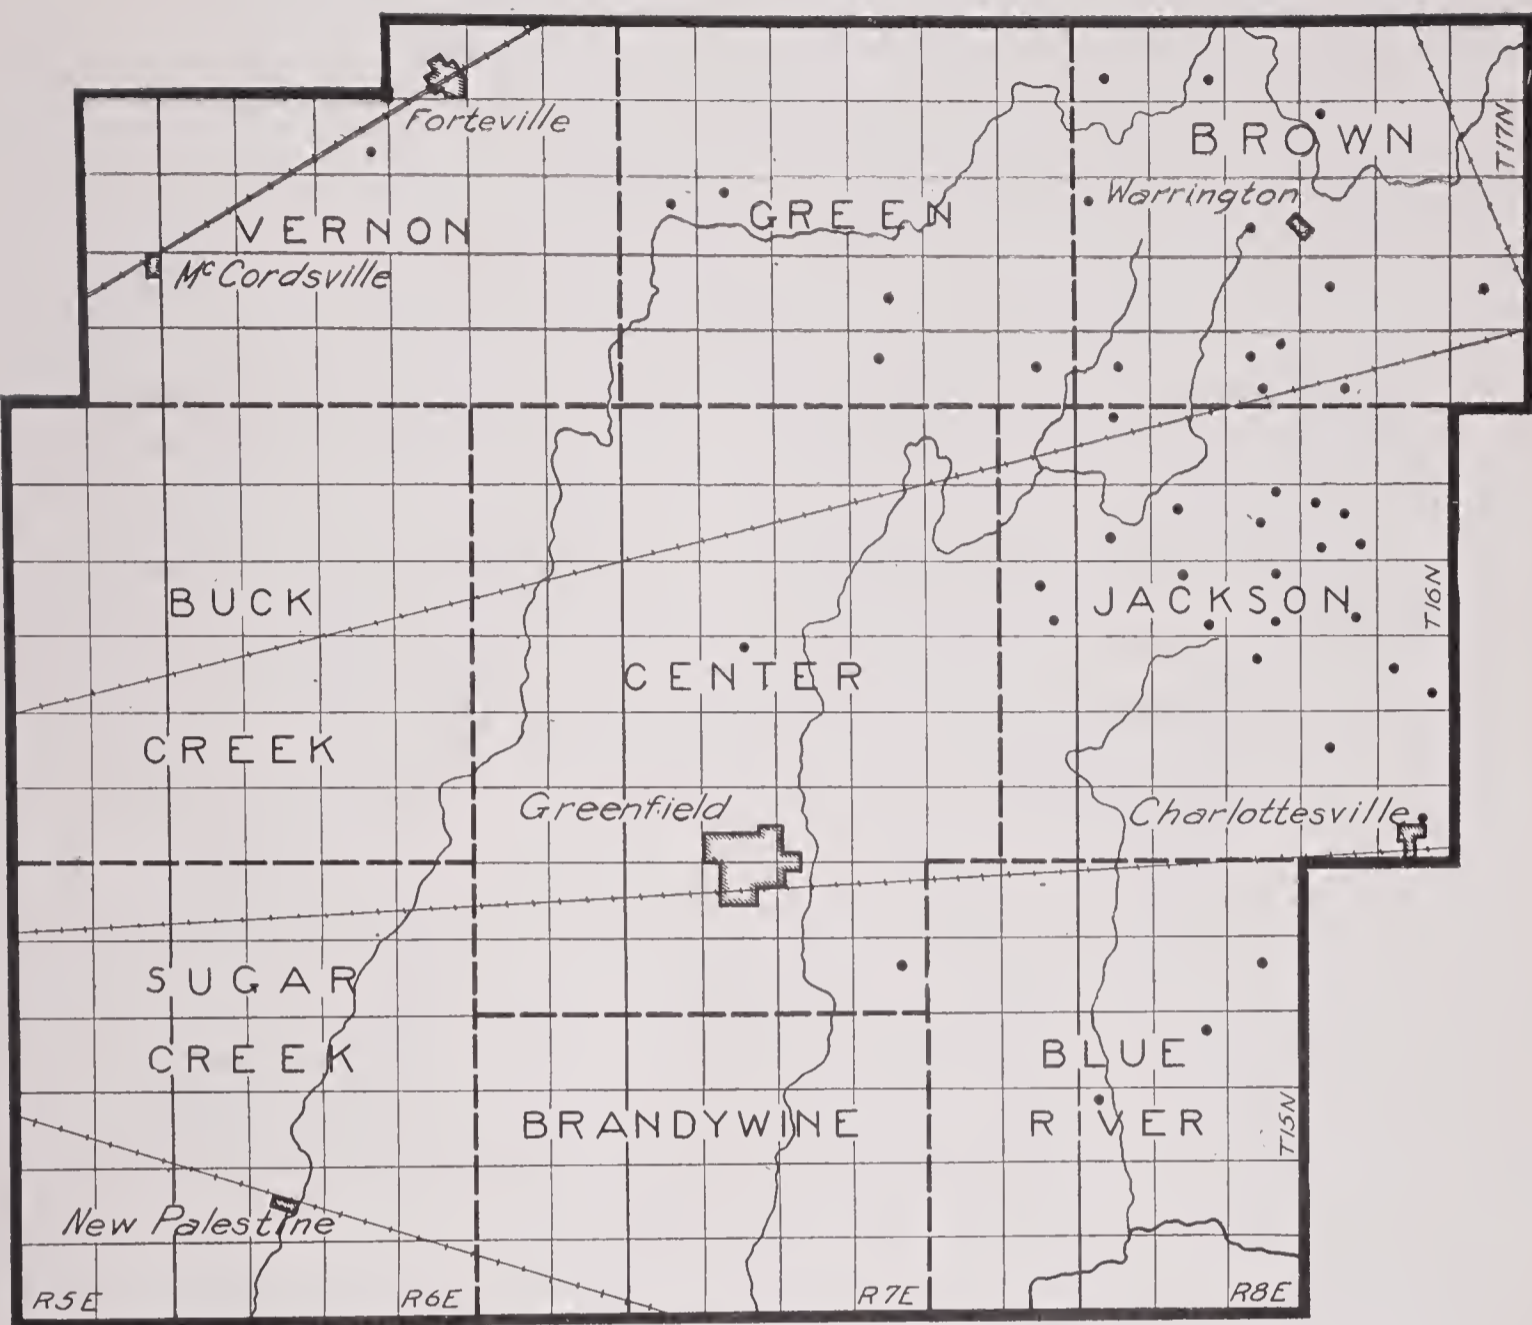 Forteville
BROWN
T17N
Warrington
GREEN
VERNON
McCordsville
BUCK
JACKSON
T16N
CENTER
CREEK
Greenfield
Charlottesville
SUGAR
CREEK
BLUE
BRANDYWINE
RIVER
T15N
New Palestine
R5E
R6E
R7E
R8E